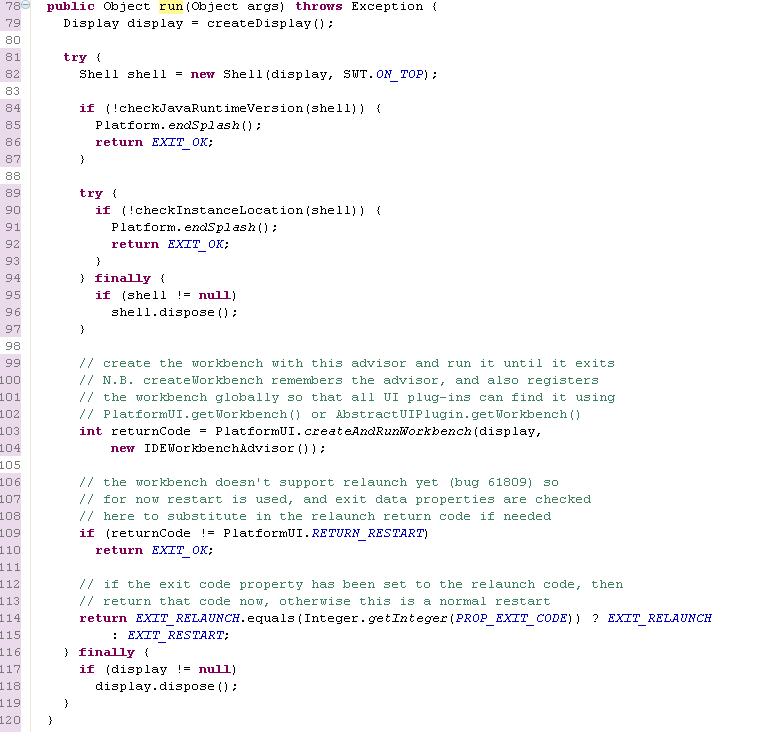 78 public Object run(Object args) throws Exception {
79   Display display = createDisplay();
80
81   try {
82     Shell shell = new Shell(display, SWT.ON_TOP);
83
84     if (!checkJavaRuntimeVersion(shell)) {
85       Platform.endSplash();
86       return EXIT_OK;
87     }
88
89     try {
90       if (!checkInstanceLocation(shell)) {
91         Platform.endSplash();
92         return EXIT_OK;
93       }
94     } finally {
95       if (shell != null)
96         shell.dispose();
97     }
98
99     // create the workbench with this advisor and run it until it exits
100     // N.B. createWorkbench remembers the advisor, and also registers
101     // the workbench globally so that all UI plug-ins can find it using
102     // PlatformUI.getWorkbench() or AbstractUIPlugin.getWorkbench()
103     int returnCode = PlatformUI.createAndRunWorkbench(display,
104         new IDEWorkbenchAdvisor());
105
106     // the workbench doesn't support relaunch yet (bug 61809) so
107     // for now restart is used, and exit data properties are checked
108     // here to substitute in the relaunch return code if needed
109     if (returnCode != PlatformUI.RETURN_RESTART)
110       return EXIT_OK;
111
112     // if the exit code property has been set to the relaunch code, then
113     // return that code now, otherwise this is a normal restart
114     return EXIT_RELAUNCH.equals(Integer.getInteger(PROP_EXIT_CODE)) ? EXIT_RELAUNCH
115         : EXIT_RESTART;
116   } finally {
117     if (display != null)
118       display.dispose();
119   }
120 }